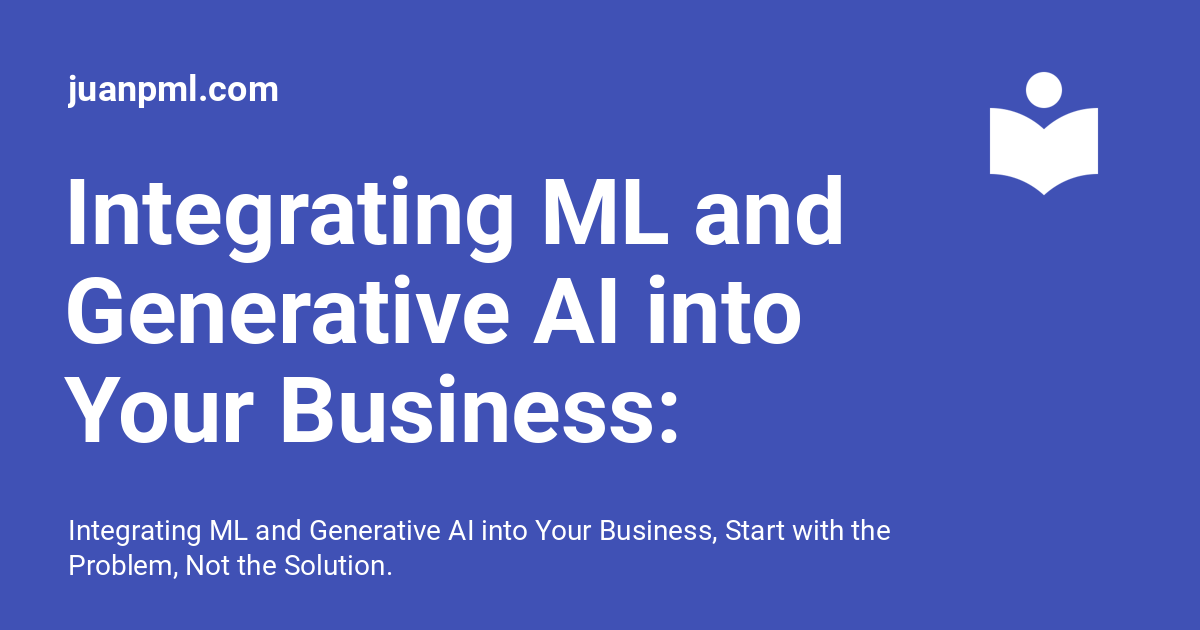 juanpml.com
Integrating ML and
Generative AI into
Your Business:
Integrating ML and Generative AI into Your Business, Start with the
Problem, Not the Solution.